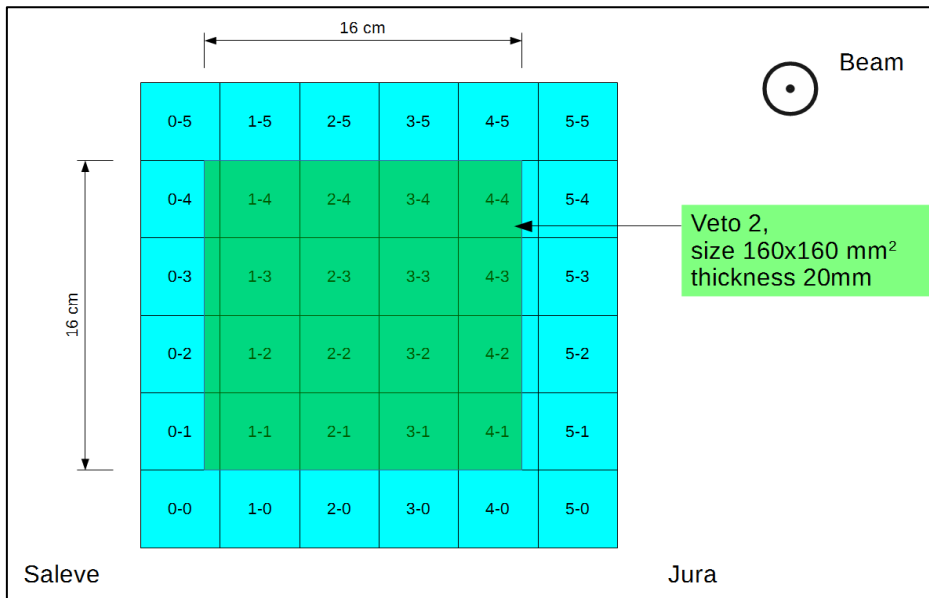 16 cm
Beam
0-5 1-5 2-5 3-5 4-5 5-5
0-4 1-4 2-4 3-4 4-4 5-4
Veto 2,
size 160x160 mm²
thickness 20mm
0-3 1-3 2-3 3-3 4-3 5-3
16 cm
0-2 1-2 2-2 3-2 4-2 5-2
0-1 1-1 2-1 3-1 4-1 5-1
0-0 1-0 2-0 3-0 4-0 5-0
Saleve
Jura